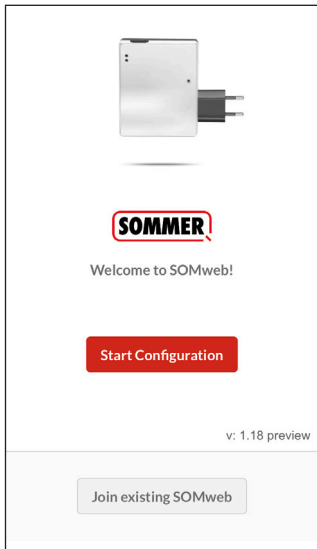 SOMMER
Welcome to SOMweb!
Start Configuration
v: 1.18 preview
Join existing SOMweb